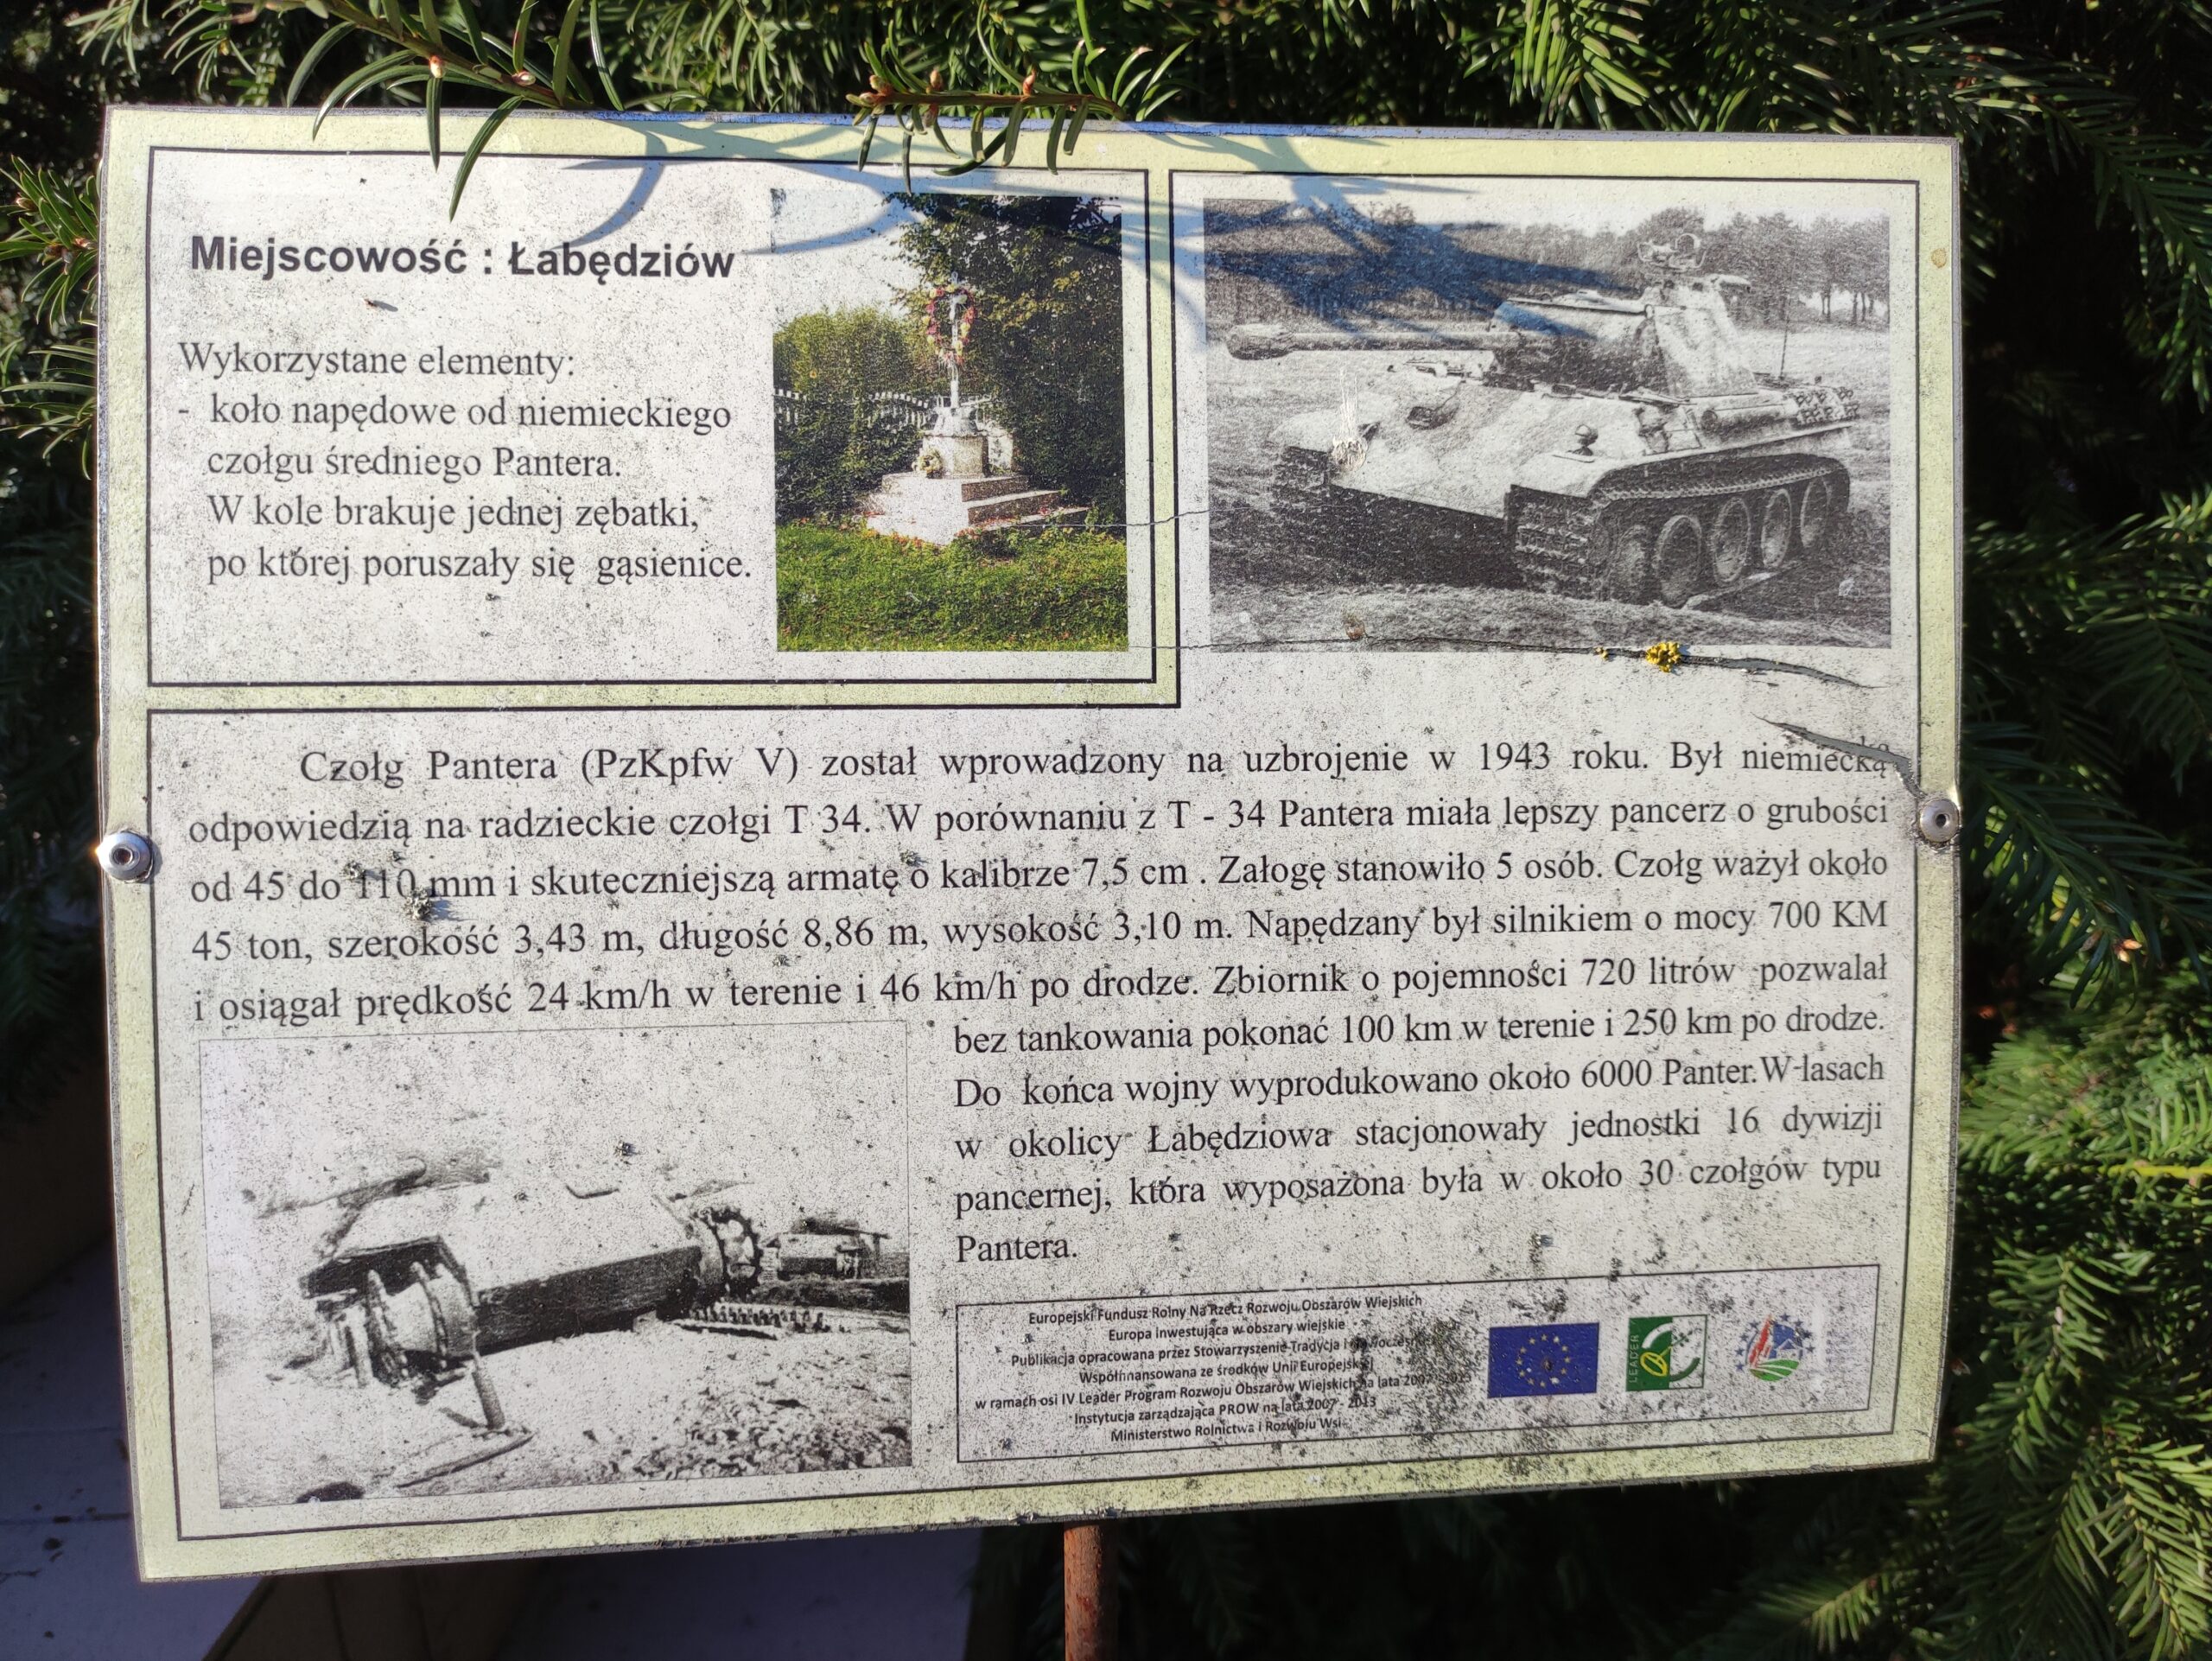 Miejscowość : Łabędziów
Wykorzystane elementy:
- koło napędowe od niemieckiego
czołgu średniego Pantera.
W kole brakuje jednej zębatki,
po której poruszały się gąsienice.
Czołg Pantera (PzKpfw V) został wprowadzony na uzbrojenie w 1943 roku. Był niemiecką
odpowiedzią na radzieckie czołgi T 34. W porównaniu z T - 34 Pantera miała lepszy pancerz o grubości
od 45 do 110 mm i skuteczniejszą armatę o kalibrze 7,5 cm . Załogę stanowiło 5 osób. Czołg ważył około
45 ton, szerokość 3,43 m, długość 8,86 m, wysokość 3,10 m. Napędzany był silnikiem o mocy 700 KM
i osiągał prędkość 24 km/h w terenie i 46 km/h po drodze. Zbiornik o pojemności 720 litrów pozwalał
bez tankowania pokonać 100 km w terenie i 250 km po drodze.
Do końca wojny wyprodukowano około 6000 Panter. W lasach
w okolicy Łabędziowa stacjonowały jednostki 16 dywizji
pancernej, która wyposażona była w około 30 czołgów typu
Pantera.
Europejski Fundusz Rolny Na Rzecz Rozwoju Obszarów Wiejskich
Europa inwestująca w obszary wiejskie
Publikacja opracowana przez Stowarzyszenie Tradycja i
Współfinansowana ze środków Unii Europejskiej
w ramach osi IV Leader Program Rozwoju Obszarów Wiejskich na lata 2007 - 2013
Instytucja zarządzająca PROW na lata 2007 - 2013
Ministerstwo Rolnictwa i Rozwoju Wsi
LEADER